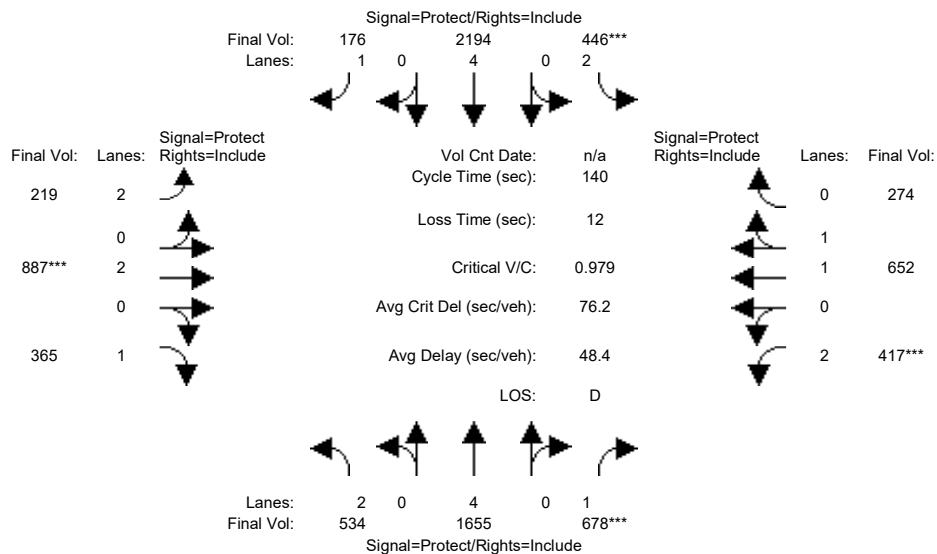 Signal=Protect/Rights=Include
Final Vol: 176 2194 446***
Lanes: 1 0 4 0 2
Signal=Protect
Final Vol: Lanes: Rights=Include
Vol Cnt Date: n/a
Signal=Protect
Rights=Include Lanes: Final Vol:
Cycle Time (sec): 140
219 2
0 274
Loss Time (sec): 12
0
1
887*** 2
Critical V/C: 0.979
1 652
0
Avg Crit Del (sec/veh): 76.2
0
365 1
Avg Delay (sec/veh): 48.4
2 417***
LOS: D
Lanes: 2 0 4 0 1
Final Vol: 534 1655 678***
Signal=Protect/Rights=Include